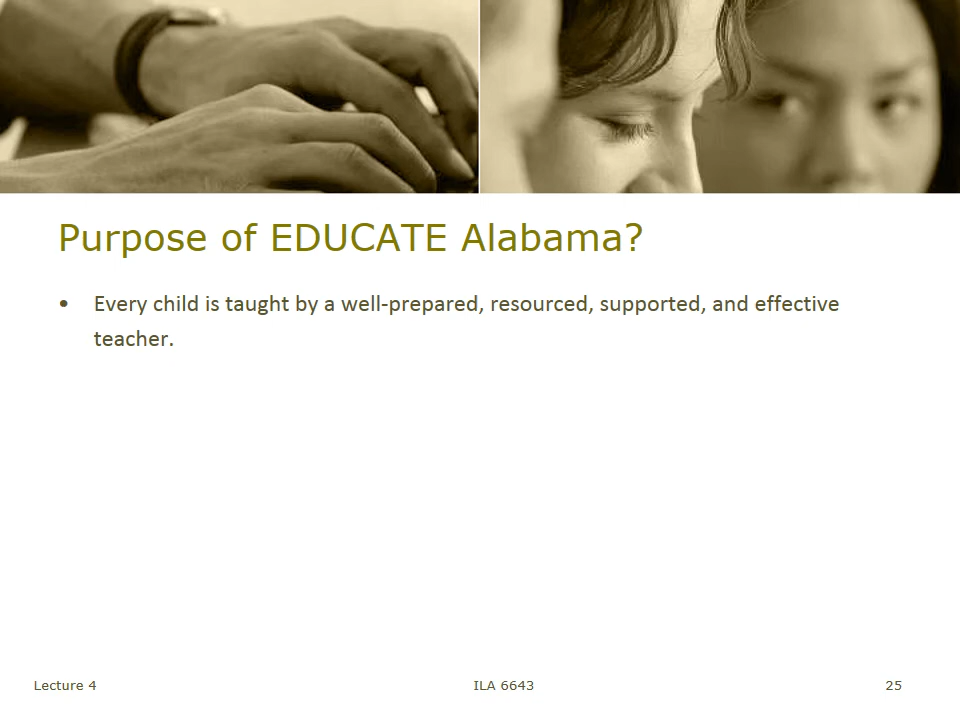 Purpose of EDUCATE Alabama?
• Every child is taught by a well-prepared, resourced, supported, and effective
teacher.
Lecture 4
ILA 6643
25